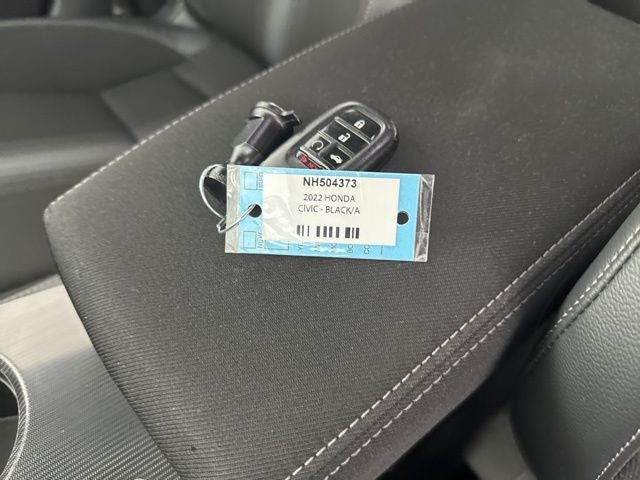 NH504373
2022 HONDA
CIVIC - BLACK/A